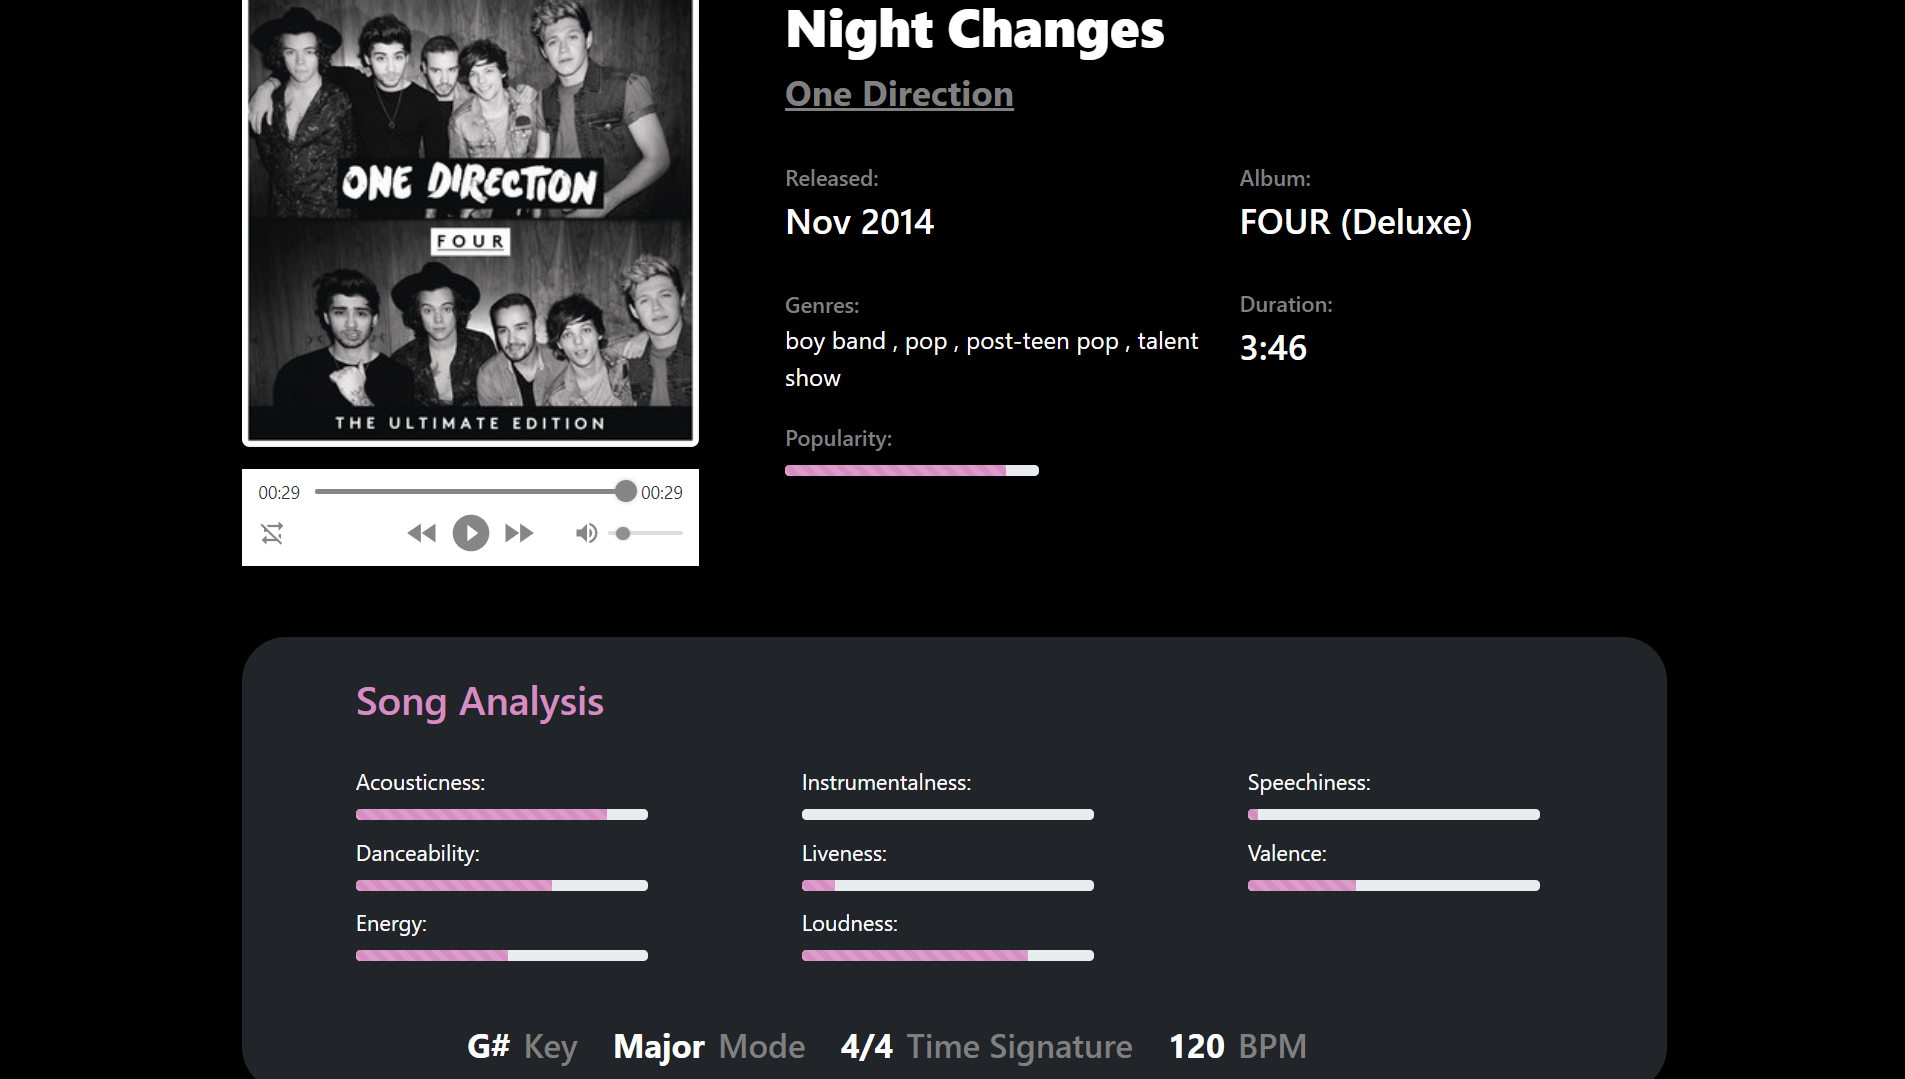 Night Changes
One Direction
ONE DIRECTION
FOUR
THE ULTIMATE EDITION
Released:
Nov 2014
Album:
FOUR (Deluxe)
Genres:
boy band , pop , post-teen pop , talent
show
Duration:
3:46
Popularity:
00:29
00:29
Song Analysis
Acousticness:
Instrumentalness:
Speechiness:
Danceability:
Liveness:
Valence:
Energy:
Loudness:
G# Key Major Mode 4/4 Time Signature 120 BPM